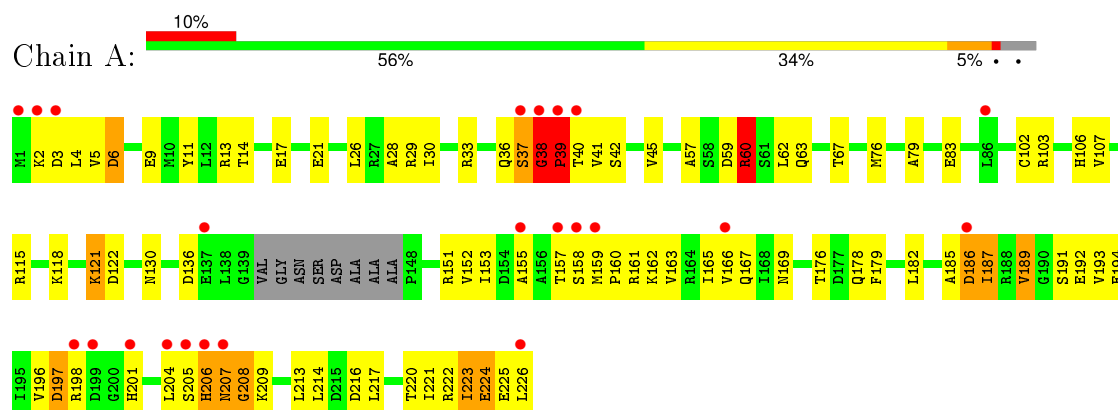 10%
Chain A:
56% 34% 5% • •
M1 K2 D3 L4 V5 D6 E9 M10 Y11 L12 R13 T14 E17 E21 L26 R27 A28 R29 I30 R33 Q36 S37 G38 P39 T40 V41 S42 V45 A57 S58 D59 R60 S61 L62 Q63 T67 M76 A79 E83 L86 C102 R103 H106 V107
R115 K118 K121 D122 N130 D136 E137 L138 G139 VAL GLY ASN SER ASP ALA ALA ALA P148 R151 V152 I153 D154 A155 A156 T157 S158 M159 P160 R161 K162 V163 R164 I165 V166 Q167 I168 N169 T176 D177 Q178 F179 L182 A185 D186 I187 R188 V189 G190 S191 E192 V193
I195 V196 D197 R198 D199 G200 H201 L204 S205 H206 N207 G208 K209 L213 L214 D215 D216 L217 T220 I221 R222 I223 E224 E225 L226